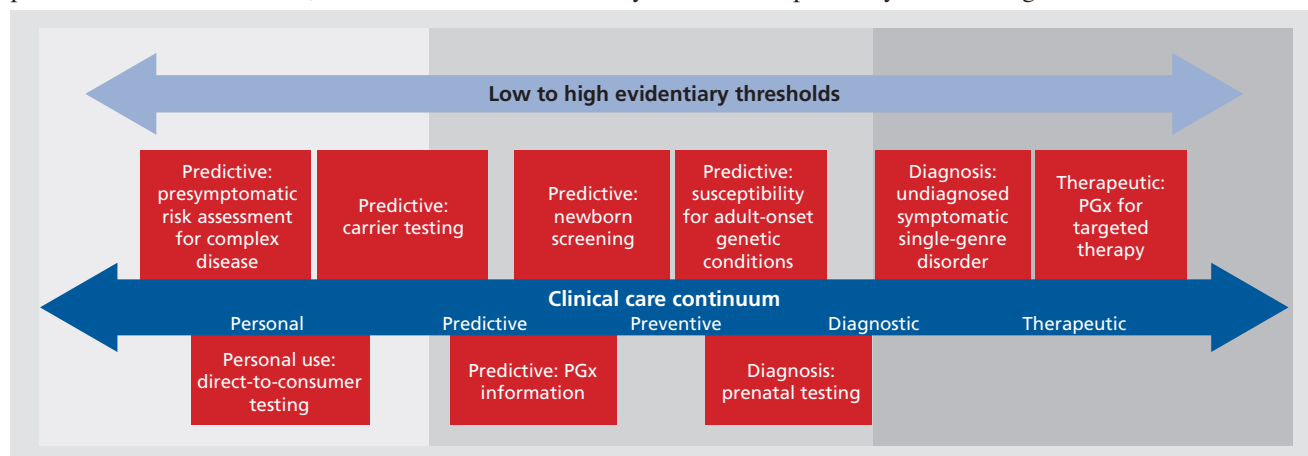 Low to high evidentiary thresholds
Predictive:
presymptomatic
risk assessment
for complex
disease
Predictive:
carrier testing
Predictive:
newborn
screening
Predictive:
susceptibility
for adult-onset
genetic
conditions
Diagnosis:
undiagnosed
symptomatic
single-genre
disorder
Therapeutic:
PGx for
targeted
therapy
Clinical care continuum
Personal Predictive Preventive Diagnostic Therapeutic
Personal use:
direct-to-consumer
testing
Predictive: PGx
information
Diagnosis:
prenatal testing